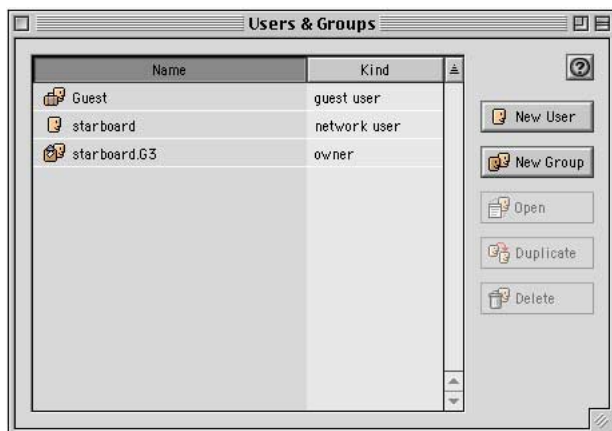 Users & Groups
Name Kind
Guest guest user
starboard network user
starboard.G3 owner
?
New User
New Group
Open
Duplicate
Delete